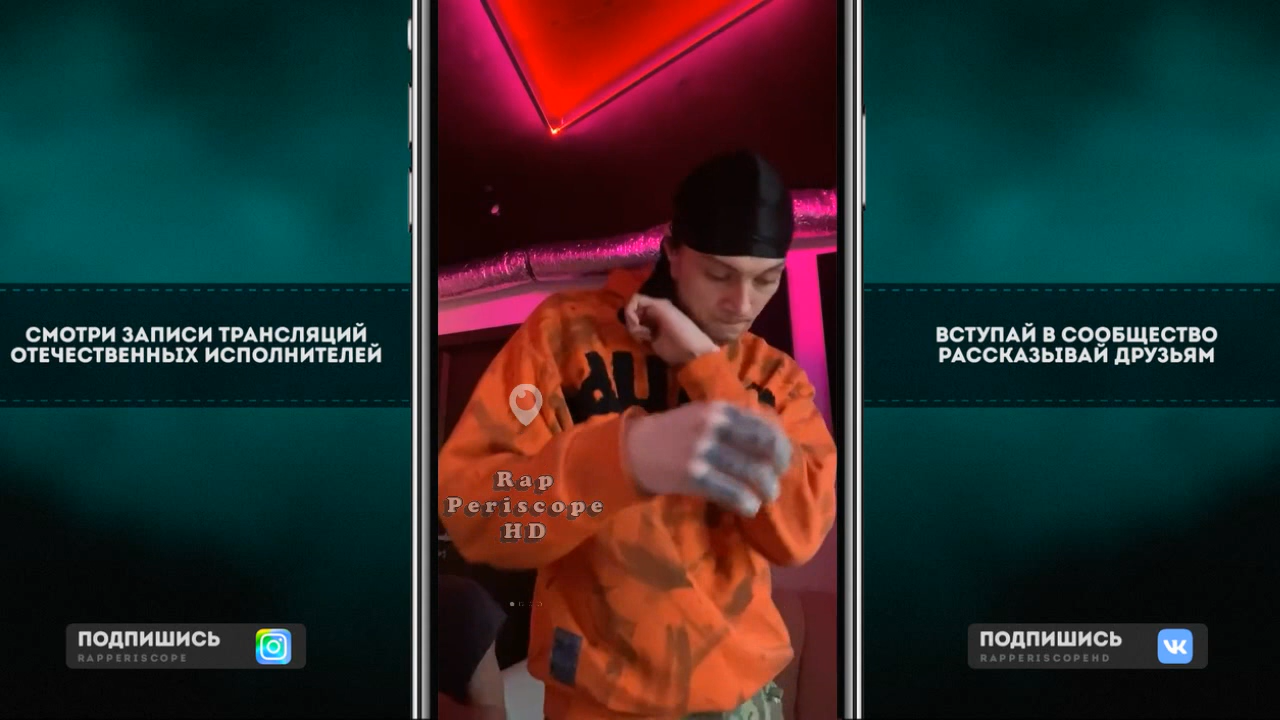 СМОТРИ ЗАПИСИ ТРАНСЛЯЦИЙ
ОТЕЧЕСТВЕННЫХ ИСПОЛНИТЕЛЕЙ
ВСТУПАЙ В СООБЩЕСТВО
РАССКАЗЫВАЙ ДРУЗЬЯМ
Rap
Periscope
HD
ПОДПИШИСЬ
RAPPERISCOPE
ПОДПИШИСЬ
RAPPERISCOPEHD